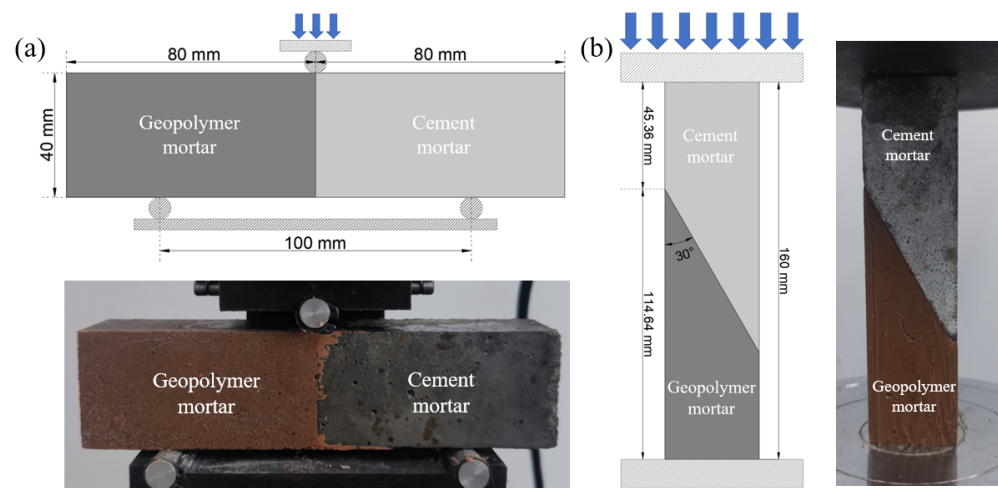 (a)
80 mm
80 mm
40 mm
Geopolymer
mortar
Cement
mortar
100 mm
Geopolymer
mortar
Cement
mortar
(b)
45.36 mm
114.64 mm
Cement
mortar
30°
160 mm
Geopolymer
mortar
Cement
mortar
Geopolymer
mortar